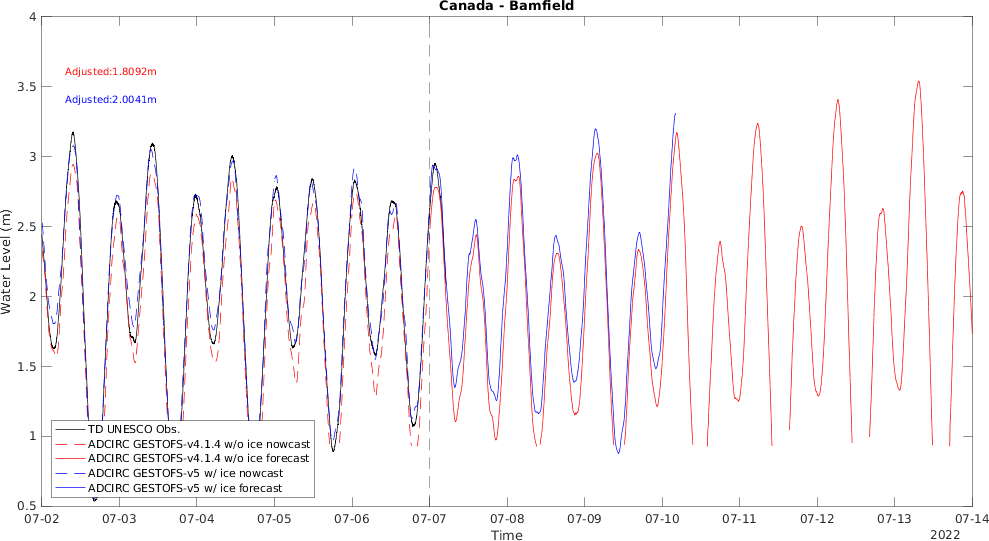 Canada - Bamfield
Adjusted:1.8092m
Adjusted:2.0041m
Water Level (m)
4
3.5
3
2.5
2
1.5
1
0.5
TD UNESCO Obs.
ADCIRC GESTOFS-v4.1.4 w/o ice nowcast
ADCIRC GESTOFS-v4.1.4 w/o ice forecast
ADCIRC GESTOFS-v5 w/ ice nowcast
ADCIRC GESTOFS-v5 w/ ice forecast
07-02 07-03 07-04 07-05 07-06 07-07 07-08 07-09 07-10 07-11 07-12 07-13 07-14
Time
2022